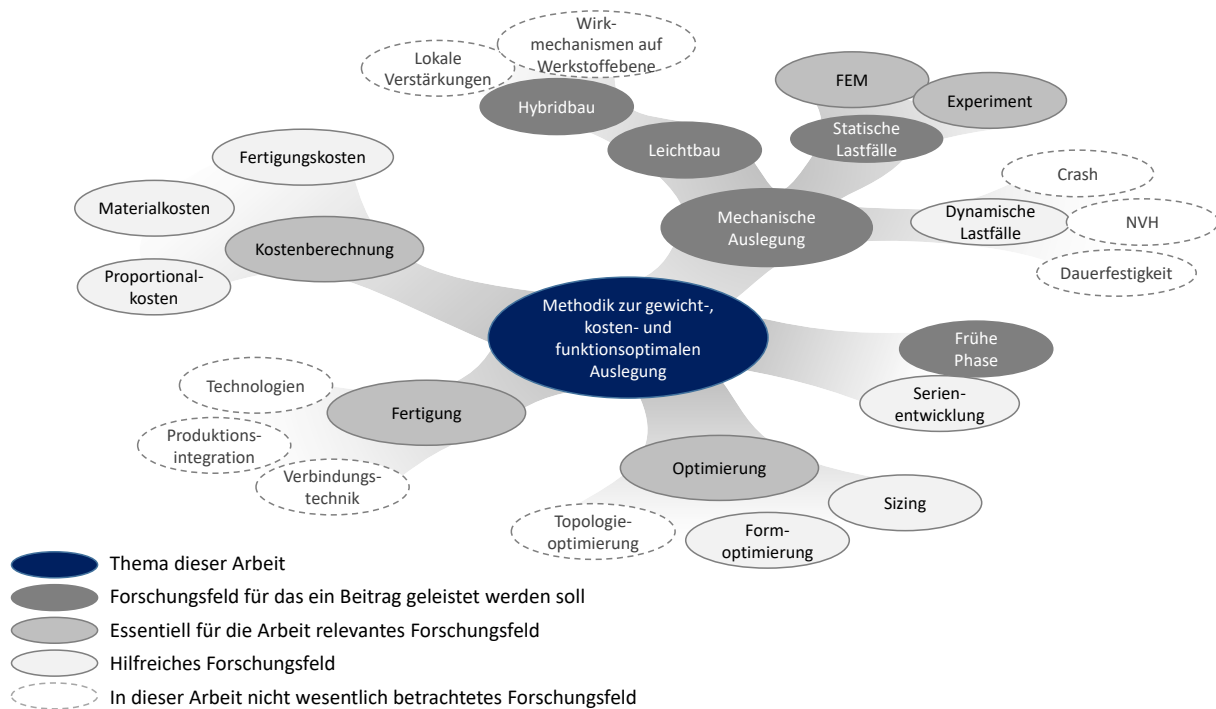 Wirk-
mechanismen auf
Werkstoffebene
Lokale
Verstärkungen
Hybridbau
Leichtbau
FEM
Experiment
Statische
Lastfälle
Mechanische
Auslegung
Crash
Dynamische
Lastfälle
NVH
Dauerfestigkeit
Fertigungskosten
Materialkosten
Kostenberechnung
Proportional-
kosten
Methodik zur gewicht-,
kosten- und
funktionsoptimalen
Auslegung
Frühe
Phase
Serien-
entwicklung
Technologien
Fertigung
Produktions-
integration
Verbindungs-
technik
Optimierung
Sizing
Form-
optimierung
Topologie-
optimierung
Thema dieser Arbeit
Forschungsfeld für das ein Beitrag geleistet werden soll
Essentiell für die Arbeit relevantes Forschungsfeld
Hilfreiches Forschungsfeld
In dieser Arbeit nicht wesentlich betrachtetes Forschungsfeld